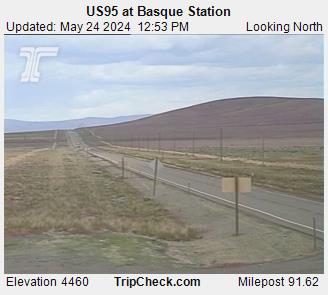 US95 at Basque Station
Updated: May 24 2024 12:53 PM Looking North
Elevation 4460 TripCheck.com Milepost 91.62